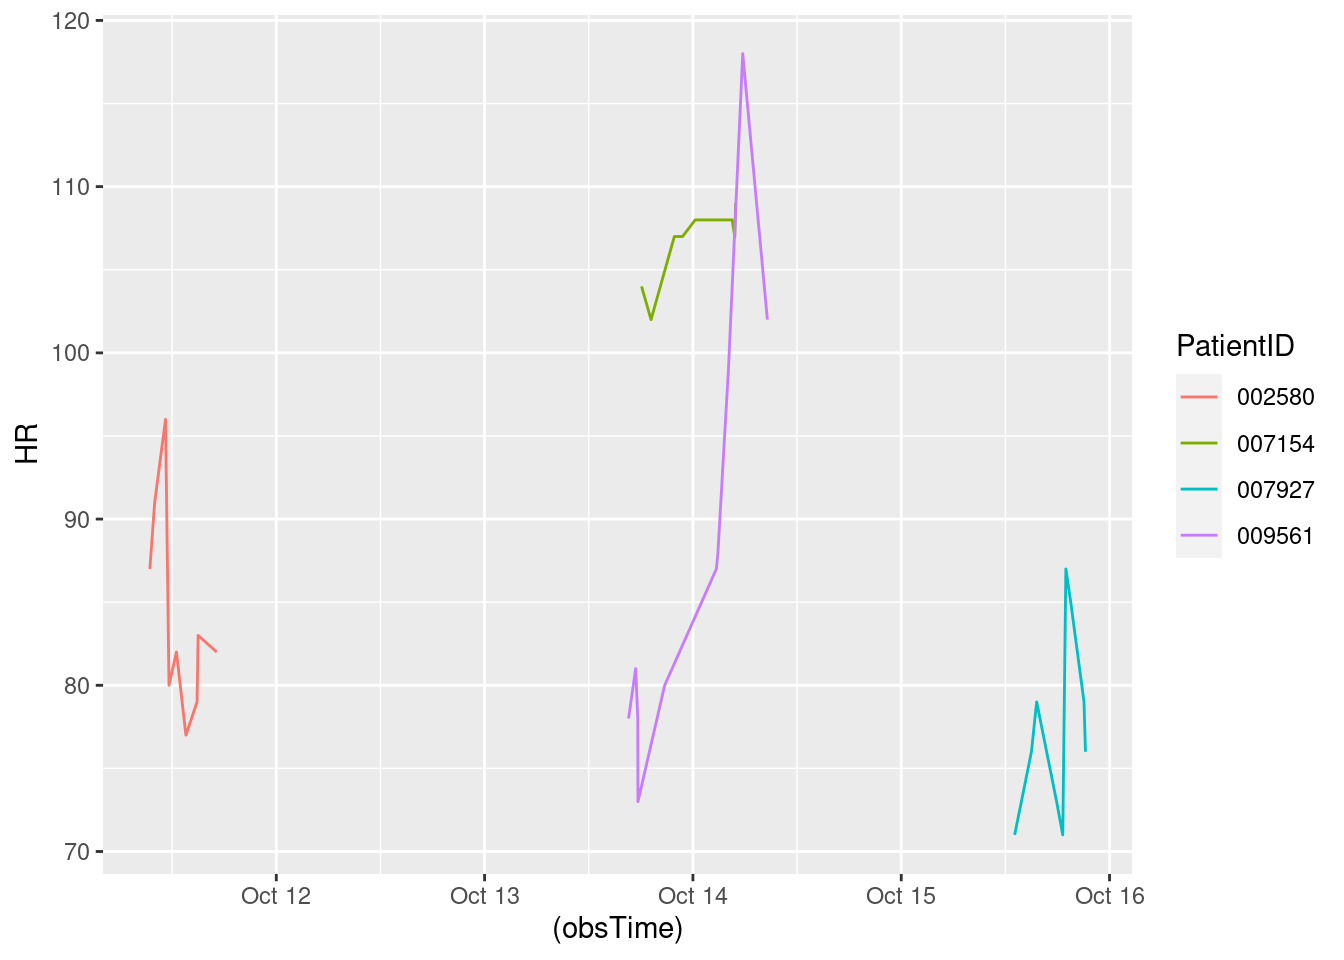 120
110
100
90
80
70
HR
Oct 12
Oct 13
Oct 14
Oct 15
Oct 16
(obsTime)
PatientID
002580
007154
007927
009561